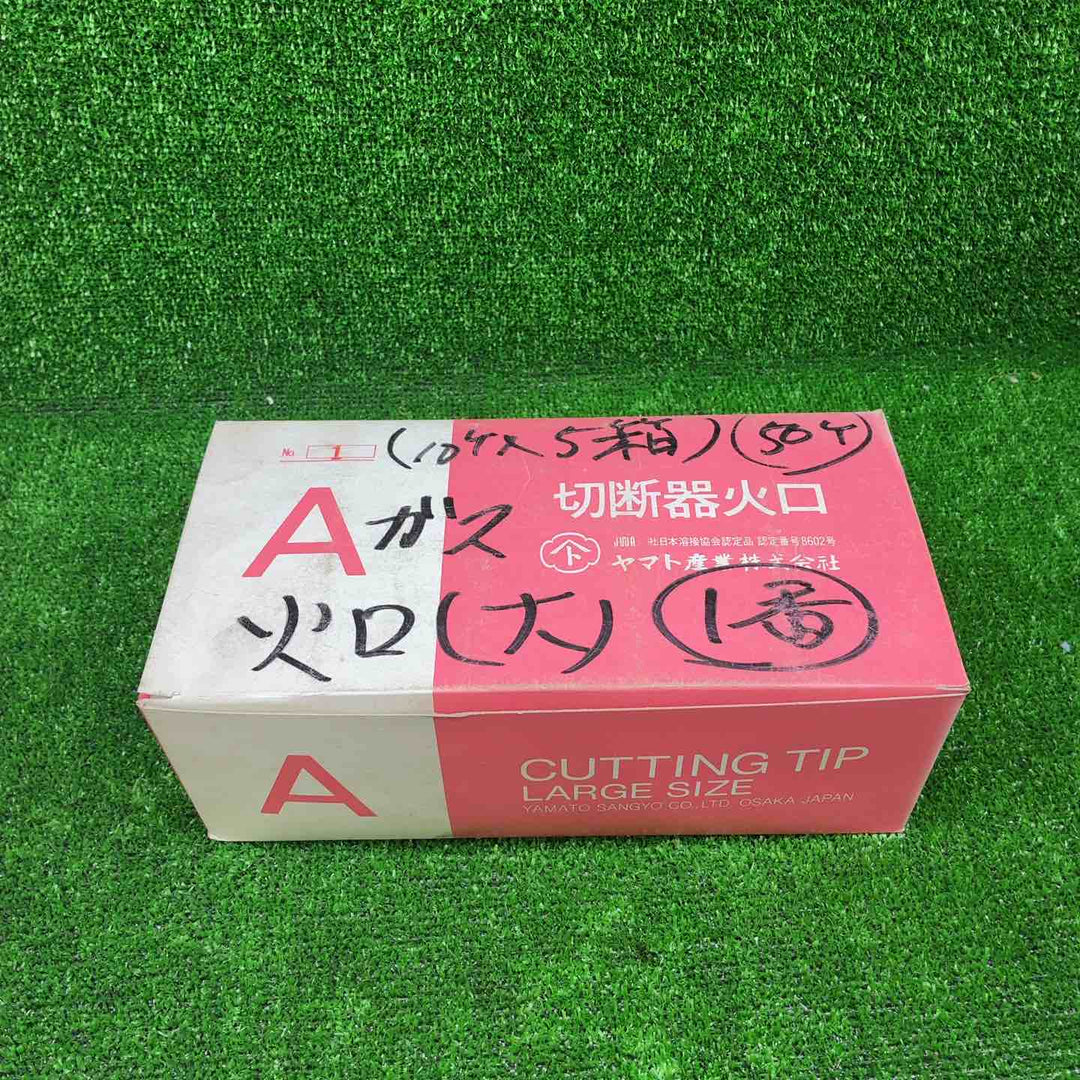 No. 1 (10ケ入 5箱) (50ケ)
A ガス 切断器火口
JWA 社日本溶接協会認定品 認定番号8602号
ヤマト産業株式会社
火口(大) 1番
A CUTTING TIP
LARGE SIZE
YAMATO SANGYO CO.,LTD. OSAKA JAPAN